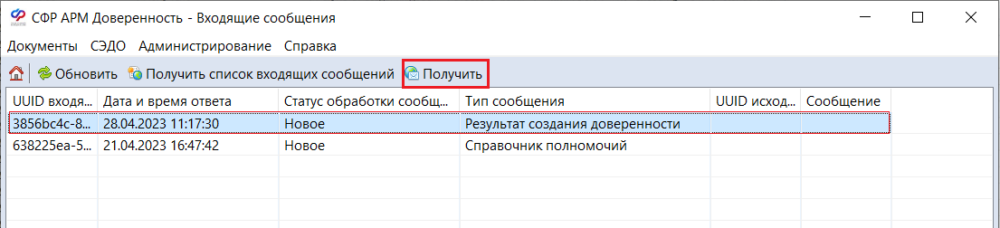 СФР АРМ Доверенность - Входящие сообщения
Документы СЭДО Администрирование Справка
Обновить Получить список входящих сообщений Получить
UUID входя... Дата и время ответа Статус обработки сообщ... Тип сообщения UUID исход... Сообщение
3856bc4c-8... 28.04.2023 11:17:30 Новое Результат создания доверенности
638225ea-5... 21.04.2023 16:47:42 Новое Справочник полномочий